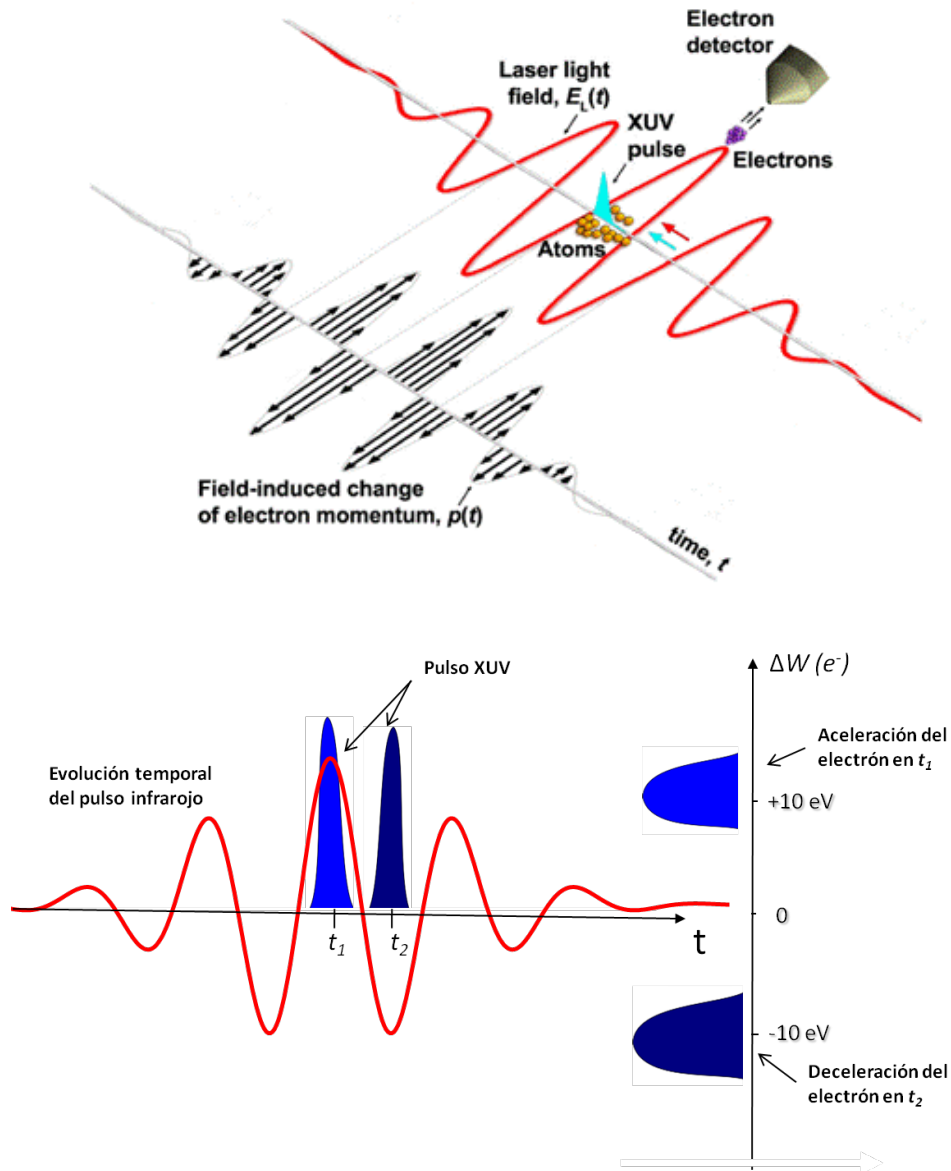 Electron
detector
Laser light
field, E_L(t)
XUV
pulse
Electrons
Atoms
Field-induced change
of electron momentum, p(t)
time, t
Pulso XUV
ΔW (e⁻)
Evolución temporal
del pulso infrarojo
Aceleración del
electrón en t₁
+10 eV
0
t₁
t₂
t
-10 eV
Deceleración del
electrón en t₂